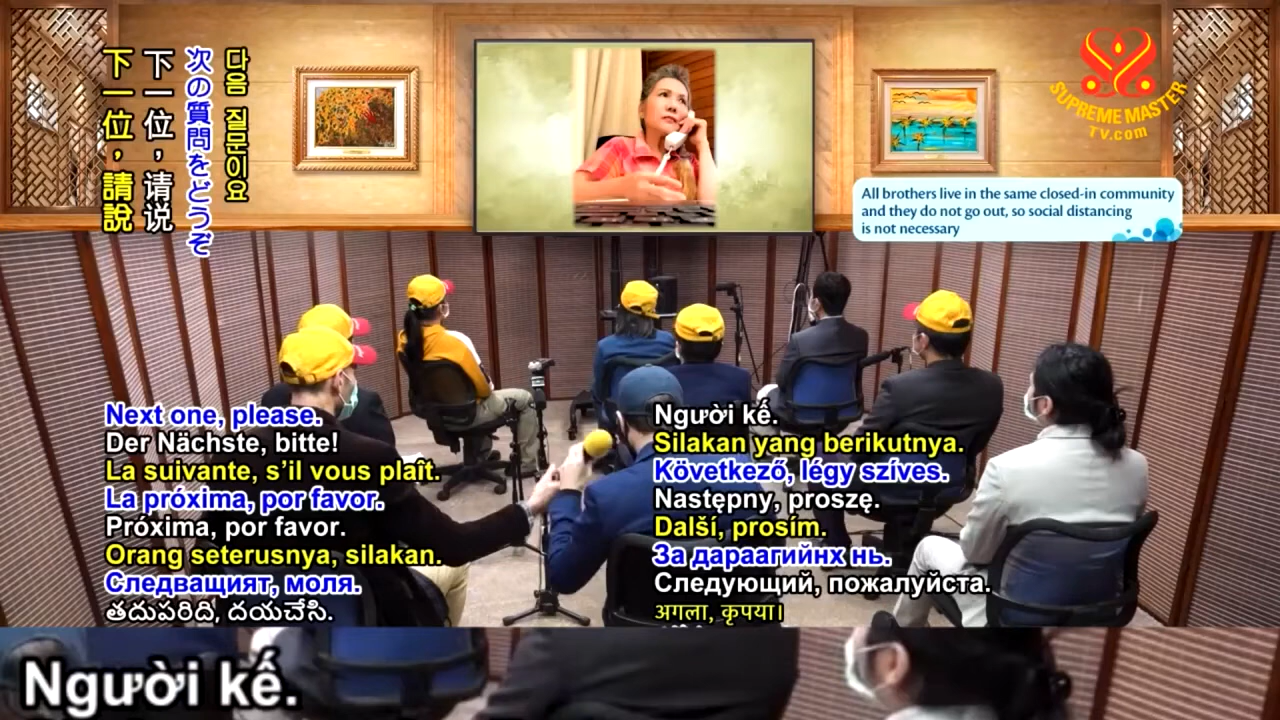 下一位，請說
下一位，请说
次の質問をどうぞ
다음 질문이요
SUPREME MASTER
TV.com
All brothers live in the same closed-in community
and they do not go out, so social distancing
is not necessary
Next one, please.
Der Nächste, bitte!
La suivante, s’il vous plaît.
La próxima, por favor.
Próxima, por favor.
Orang seterusnya, silakan.
Следващият, моля.
తదుపరిది, దయచేసి.
Người kế.
Silakan yang berikutnya.
Következő, légy szíves.
Następny, proszę.
Další, prosím.
За дараагийнх нь.
Следующий, пожалуйста.
अगला, कृपया।
Người kế.